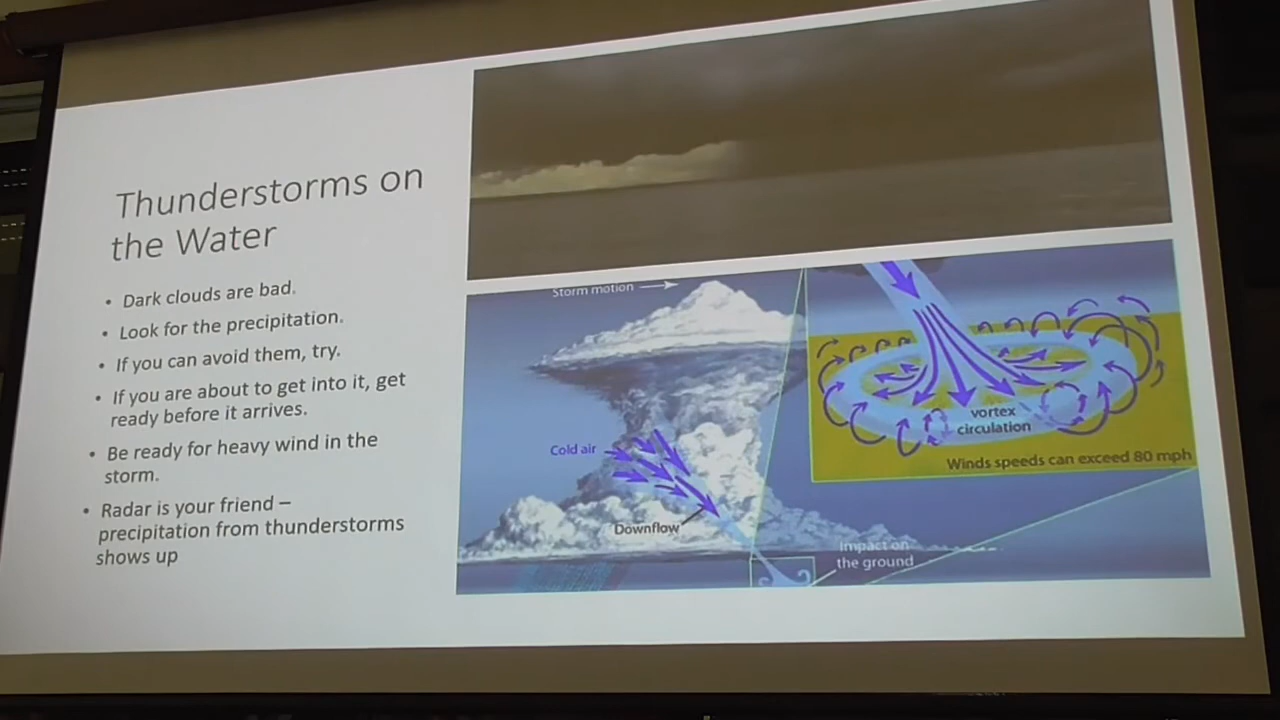 Thunderstorms on
the Water
• Dark clouds are bad.
• Look for the precipitation.
• If you can avoid them, try.
• If you are about to get into it, get
ready before it arrives.
• Be ready for heavy wind in the
storm.
• Radar is your friend –
precipitation from thunderstorms
shows up
Storm motion
Cold air
Downflow
Impact on
the ground
vortex
circulation
Winds speeds can exceed 80 mph